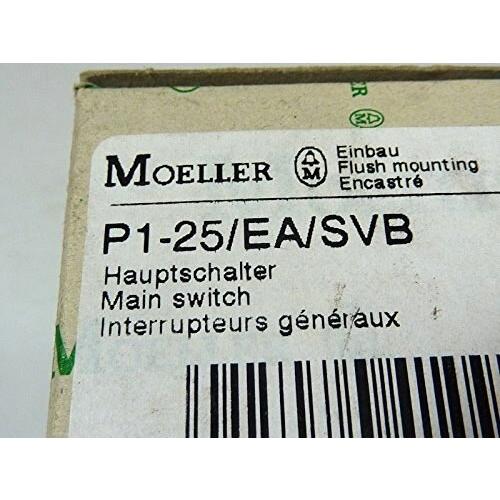 MOELLER
Einbau
Flush mounting
Encastré
P1-25/EA/SVB
Hauptschalter
Main switch
Interrupteurs généraux